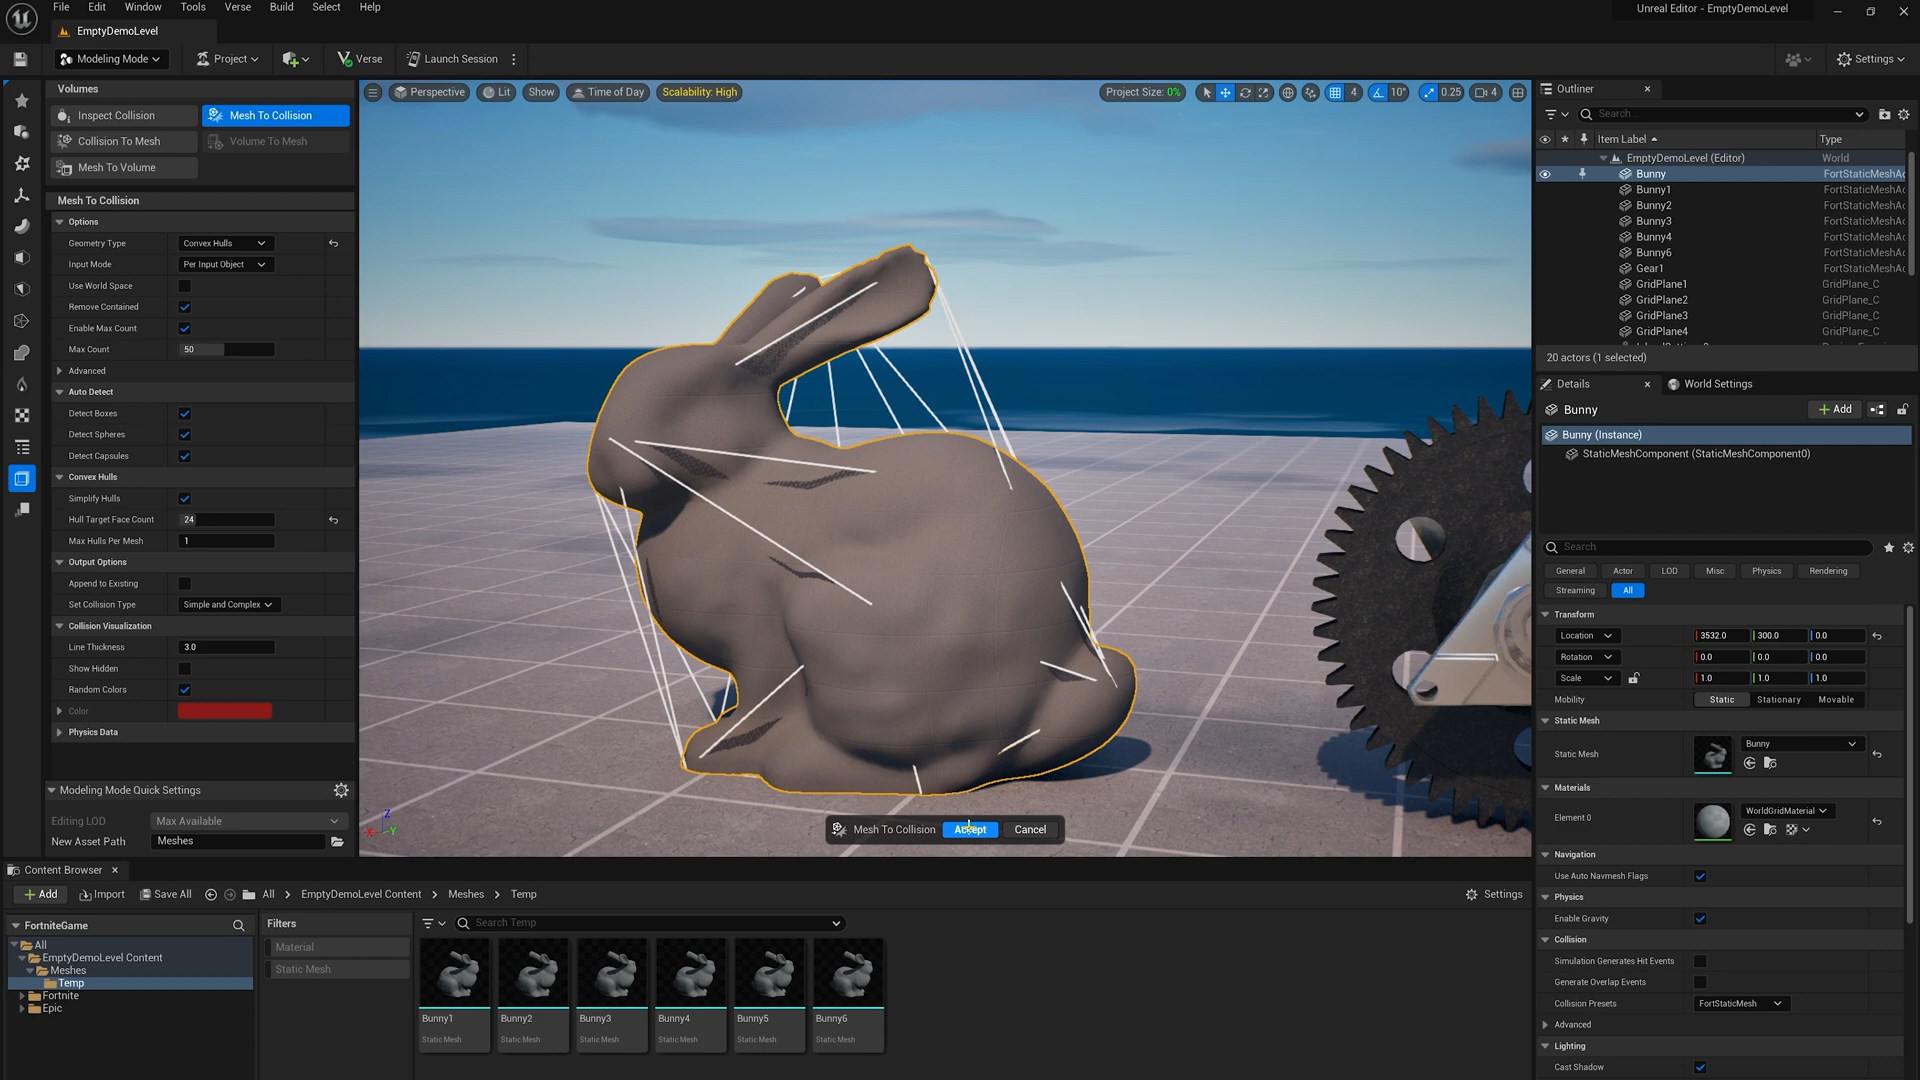 File Edit Window Tools Verse Build Select Help
Unreal Editor - EmptyDemoLevel
EmptyDemoLevel
Modeling Mode
Project
Verse
Launch Session
Settings
Volumes
Inspect Collision
Mesh To Collision
Collision To Mesh
Volume To Mesh
Mesh To Volume
Mesh To Collision
Options
Geometry Type Convex Hulls
Input Mode Per Input Object
Use World Space
Remove Contained
Enable Max Count
Max Count 50
Advanced
Auto Detect
Detect Boxes
Detect Spheres
Detect Capsules
Convex Hulls
Simplify Hulls
Hull Target Face Count 24
Max Hulls Per Mesh 1
Output Options
Append to Existing
Set Collision Type Simple and Complex
Collision Visualization
Line Thickness 3.0
Show Hidden
Random Colors
Color
Physics Data
Modeling Mode Quick Settings
Editing LOD Max Available
New Asset Path Meshes
Perspective Lit Show Time of Day Scalability: High
Project Size: 0% 4 10° 0.25 4
Z
X Y
Mesh To Collision Accept Cancel
Outliner
Search...
Item Label Type
EmptyDemoLevel (Editor) World
Bunny FortStaticMeshAc
Bunny1 FortStaticMeshAc
Bunny2 FortStaticMeshAc
Bunny3 FortStaticMeshAc
Bunny4 FortStaticMeshAc
Bunny6 FortStaticMeshAc
Gear1 FortStaticMeshAc
GridPlane1 GridPlane_C
GridPlane2 GridPlane_C
GridPlane3 GridPlane_C
GridPlane4 GridPlane_C
20 actors (1 selected)
Details World Settings
Bunny Add
Bunny (Instance)
StaticMeshComponent (StaticMeshComponent0)
Search
General Actor LOD Misc Physics Rendering
Streaming All
Transform
Location 3532.0 300.0 0.0
Rotation 0.0 0.0 0.0
Scale 1.0 1.0 1.0
Mobility Static Stationary Movable
Static Mesh
Static Mesh Bunny
Materials
Element 0 WorldGridMaterial
Navigation
Use Auto Navmesh Flags
Physics
Enable Gravity
Collision
Simulation Generates Hit Events
Generate Overlap Events
Collision Presets FortStaticMesh
Advanced
Lighting
Cast Shadow
Content Browser
Add Import Save All All EmptyDemoLevel Content Meshes Temp
Settings
FortniteGame
All
EmptyDemoLevel Content
Meshes
Temp
Fortnite
Epic
Filters
Material
Static Mesh
Search Temp
Bunny1 Bunny2 Bunny3 Bunny4 Bunny5 Bunny6
Static Mesh Static Mesh Static Mesh Static Mesh Static Mesh Static Mesh